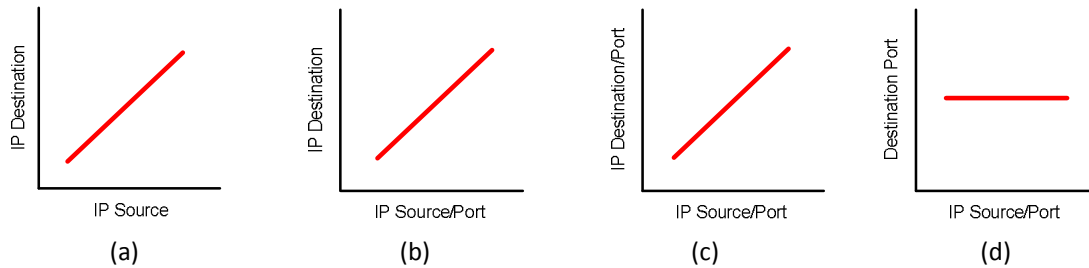 IP Destination
IP Source
(a)
IP Destination
IP Source/Port
(b)
IP Destination/Port
IP Source/Port
(c)
Destination Port
IP Source/Port
(d)